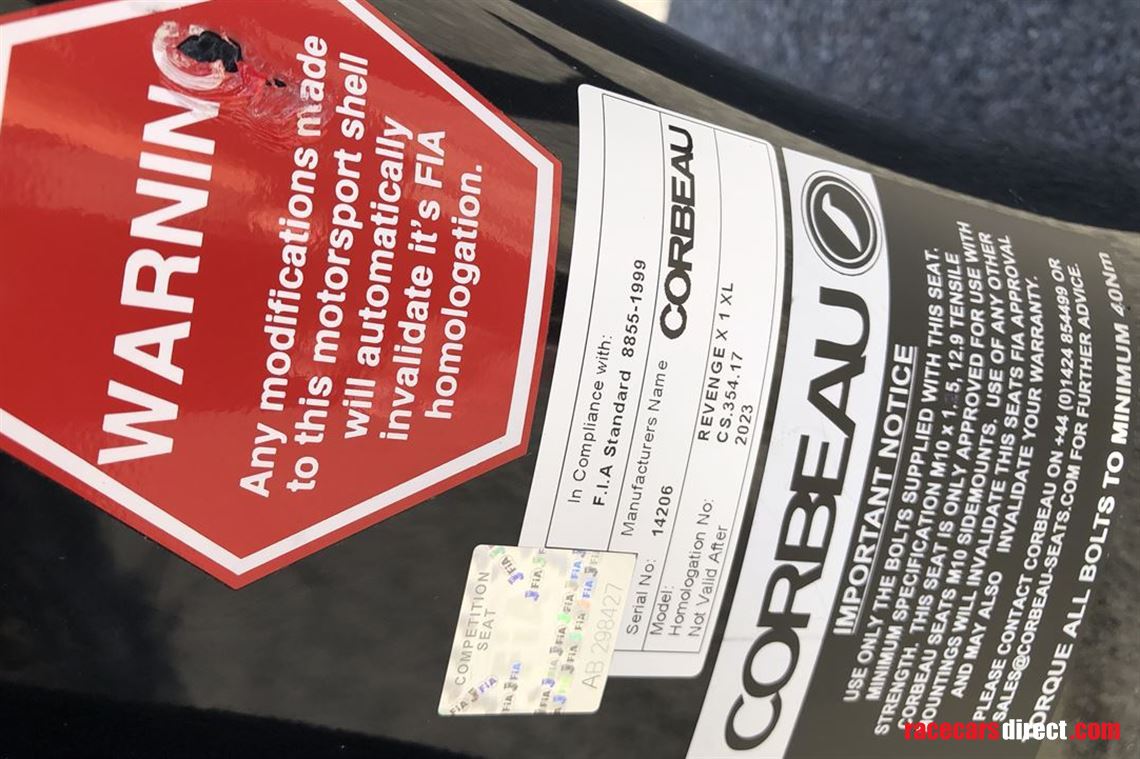 WARNING
Any modifications made
to this motorsport shell
will automatically
invalidate it's FIA
homologation.
COMPETITION
SEAT
AB 298427
In Compliance with:
F.I.A Standard 8855-1999
Manufacturers Name CORBEAU
Serial No: 14206
Model: REVENGE X 1 XL
Homologation No: CS.354.17
Not Valid After 2023
CORBEAU
IMPORTANT NOTICE
USE ONLY THE BOLTS SUPPLIED WITH THIS SEAT.
MINIMUM SPECIFICATION M10 x 1.25, 12.9 TENSILE
STRENGTH. THIS SEAT IS ONLY APPROVED FOR USE WITH
CORBEAU SEATS M10 SIDEMOUNTS. USE OF ANY OTHER
MOUNTINGS WILL INVALIDATE THIS SEATS FIA APPROVAL
AND MAY ALSO INVALIDATE YOUR WARRANTY.
PLEASE CONTACT CORBEAU ON +44 (0)1424 854499 OR
SALES@CORBEAU-SEATS.COM FOR FURTHER ADVICE.
TORQUE ALL BOLTS TO MINIMUM 40Nm
racecarsdirect.com